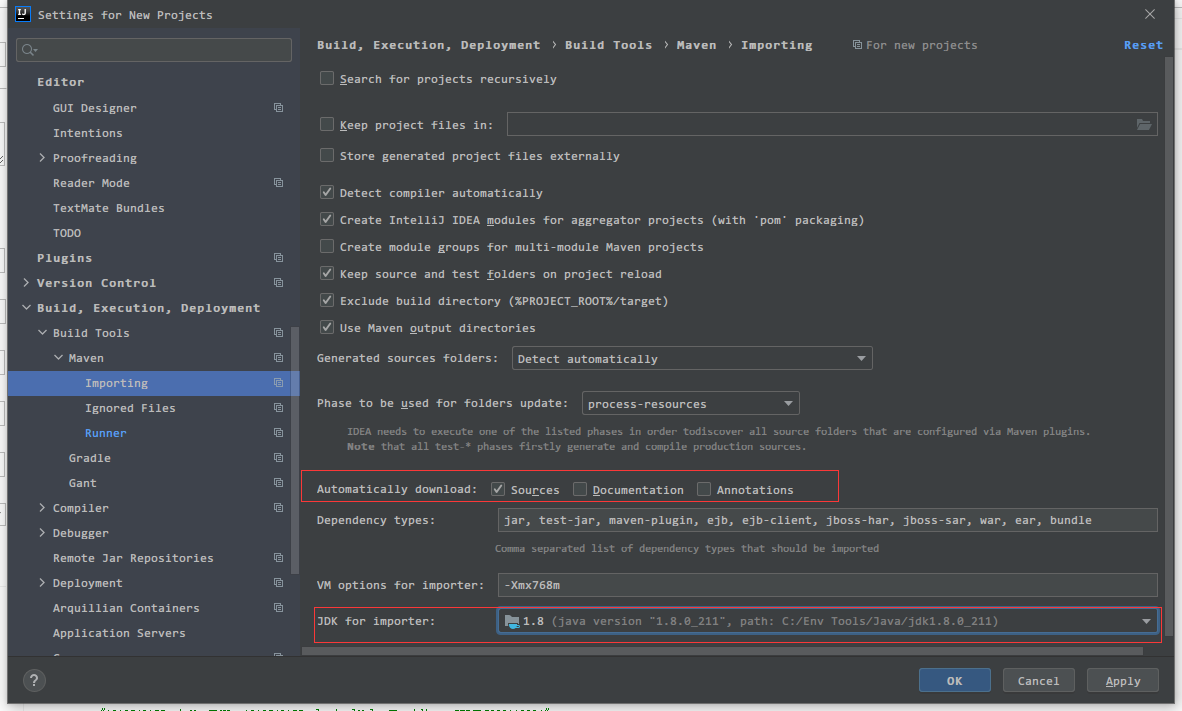 Settings for New Projects
Editor
GUI Designer
Intentions
Proofreading
Reader Mode
TextMate Bundles
TODO
Plugins
Version Control
Build, Execution, Deployment
Build Tools
Maven
Importing
Ignored Files
Runner
Gradle
Gant
Compiler
Debugger
Remote Jar Repositories
Deployment
Arquillian Containers
Application Servers
Build, Execution, Deployment › Build Tools › Maven › Importing
For new projects
Reset
Search for projects recursively
Keep project files in:
Store generated project files externally
Detect compiler automatically
Create IntelliJ IDEA modules for aggregator projects (with 'pom' packaging)
Create module groups for multi-module Maven projects
Keep source and test folders on project reload
Exclude build directory (%PROJECT_ROOT%/target)
Use Maven output directories
Generated sources folders: Detect automatically
Phase to be used for folders update: process-resources
IDEA needs to execute one of the listed phases in order todiscover all source folders that are configured via Maven plugins.
Note that all test-* phases firstly generate and compile production sources.
Automatically download: Sources Documentation Annotations
Dependency types: jar, test-jar, maven-plugin, ejb, ejb-client, jboss-har, jboss-sar, war, ear, bundle
Comma separated list of dependency types that should be imported
VM options for importer: -Xmx768m
JDK for importer: 1.8 (java version "1.8.0_211", path: C:/Env Tools/Java/jdk1.8.0_211)
?
OK
Cancel
Apply